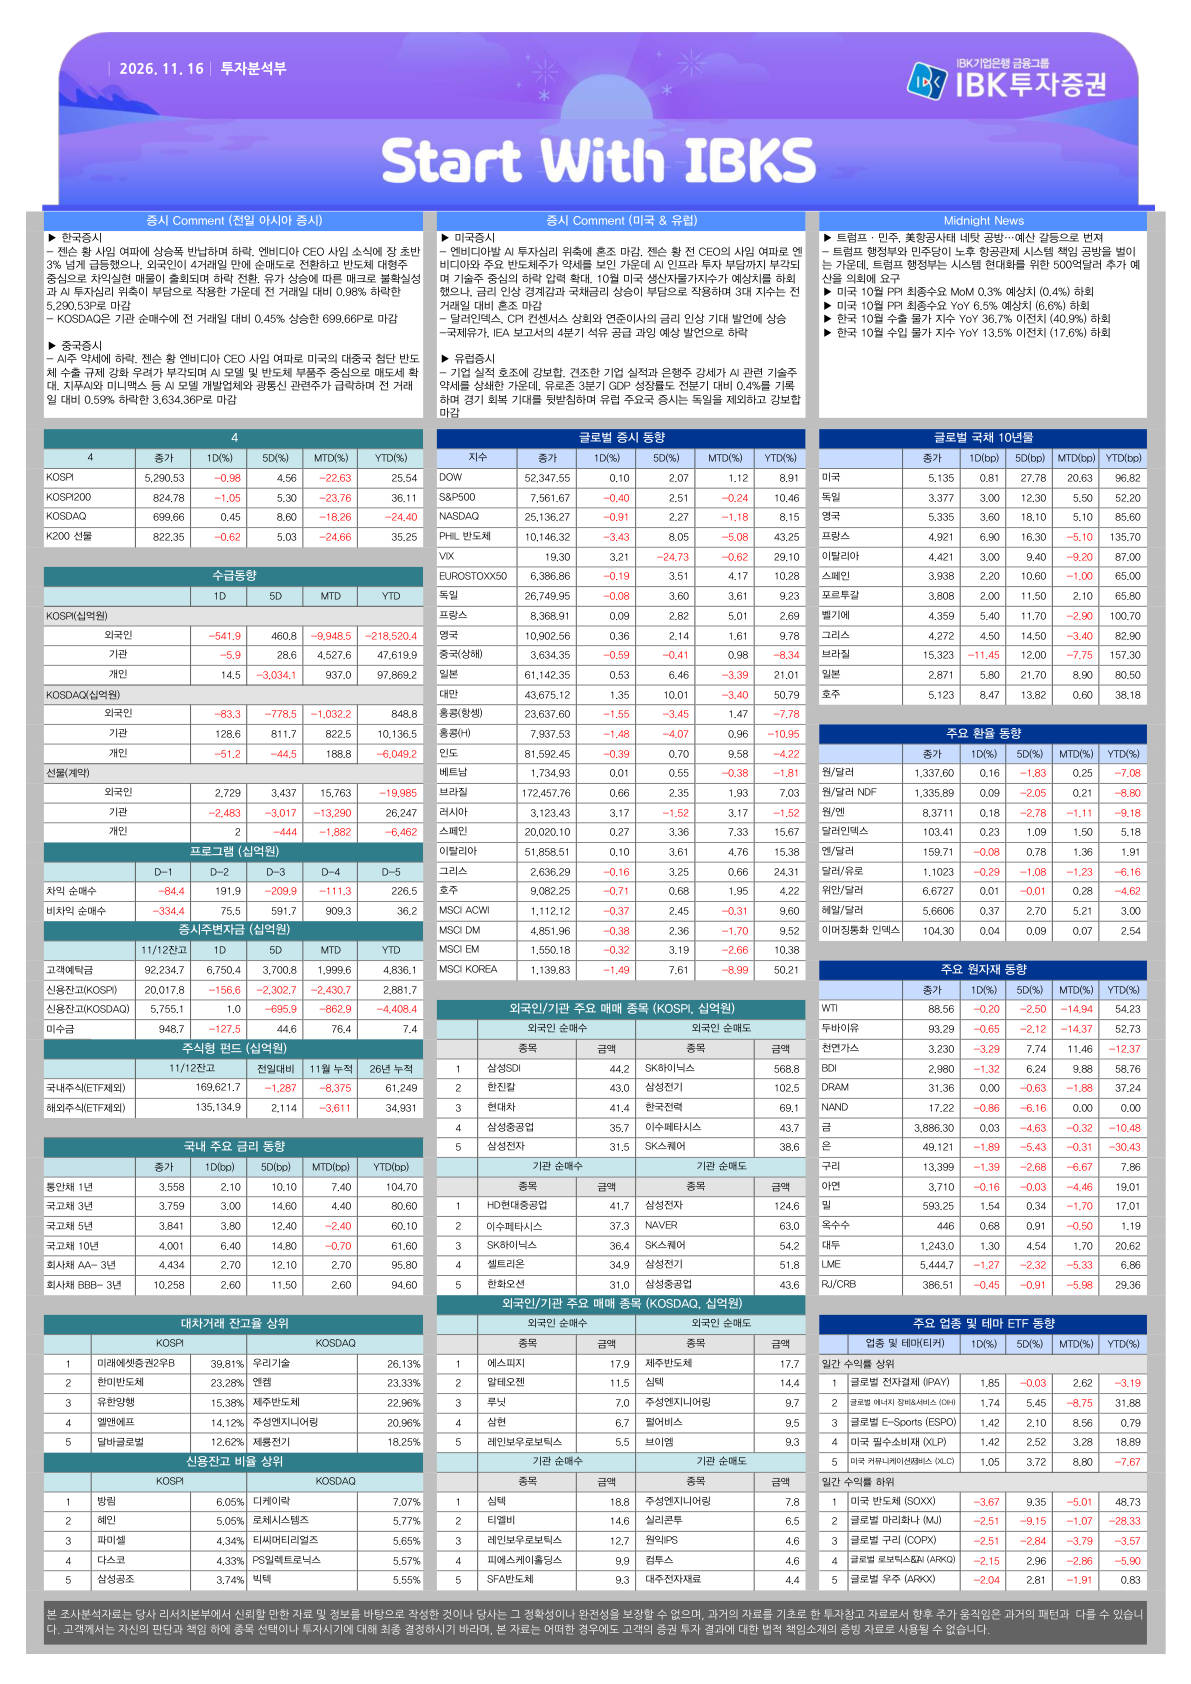 2026. 11. 16 투자분석부
IBK기업은행 금융그룹
IBK투자증권
Start With IBKS
증시 Comment (전일 아시아 증시)
▶ 한국증시
- 젠슨 황 사임 여파에 상승폭 반납하며 하락. 엔비디아 CEO 사임 소식에 장 초반
3% 넘게 급등했으나, 외국인이 4거래일 만에 순매도로 전환하고 반도체 대형주
중심으로 차익실현 매물이 출회되며 하락 전환. 유가 상승에 따른 매크로 불확실성
과 AI 투자심리 위축이 부담으로 작용한 가운데 전 거래일 대비 0.98% 하락한
5,290.53P로 마감
- KOSDAQ은 기관 순매수에 전 거래일 대비 0.45% 상승한 699.66P로 마감
▶ 중국증시
- AI주 약세에 하락. 젠슨 황 엔비디아 CEO 사임 여파로 미국의 대중국 첨단 반도
체 수출 규제 강화 우려가 부각되며 AI 모델 및 반도체 부품주 중심으로 매도세 확
대. 지푸AI와 미니맥스 등 AI 모델 개발업체와 광통신 관련주가 급락하며 전 거래
일 대비 0.59% 하락한 3,634.36P로 마감
증시 Comment (미국 & 유럽)
▶ 미국증시
- 엔비디아발 AI 투자심리 위축에 혼조 마감. 젠슨 황 전 CEO의 사임 여파로 엔
비디아와 주요 반도체주가 약세를 보인 가운데 AI 인프라 투자 부담까지 부각되
며 기술주 중심의 하락 압력 확대. 10월 미국 생산자물가지수가 예상치를 하회
했으나, 금리 인상 경계감과 국채금리 상승이 부담으로 작용하며 3대 지수는 전
거래일 대비 혼조 마감
- 달러인덱스, CPI 컨센서스 상회와 연준이사의 금리 인상 기대 발언에 상승
-국제유가, IEA 보고서의 4분기 석유 공급 과잉 예상 발언으로 하락
▶ 유럽증시
- 기업 실적 호조에 강보합. 견조한 기업 실적과 은행주 강세가 AI 관련 기술주
약세를 상쇄한 가운데, 유로존 3분기 GDP 성장률도 전분기 대비 0.4%를 기록
하며 경기 회복 기대를 뒷받침하며 유럽 주요국 증시는 독일을 제외하고 강보합
마감
Midnight News
▶ 트럼프 · 민주, 美항공사태 네탓 공방…예산 갈등으로 번져
- 트럼프 행정부와 민주당이 노후 항공관제 시스템 책임 공방을 벌이
는 가운데, 트럼프 행정부는 시스템 현대화를 위한 500억달러 추가 예
산을 의회에 요구
▶ 미국 10월 PPI 최종수요 MoM 0.3% 예상치 (0.4%) 하회
▶ 미국 10월 PPI 최종수요 YoY 6.5% 예상치 (6.6%) 하회
▶ 한국 10월 수출 물가 지수 YoY 36.7% 이전치 (40.9%) 하회
▶ 한국 10월 수입 물가 지수 YoY 13.5% 이전치 (17.6%) 하회
4
4 종가 1D(%) 5D(%) MTD(%) YTD(%)
KOSPI 5,290.53 -0.98 4.56 -22.63 25.54
KOSPI200 824.78 -1.05 5.30 -23.76 36.11
KOSDAQ 699.66 0.45 8.60 -18.26 -24.40
K200 선물 822.35 -0.62 5.03 -24.66 35.25
수급동향
1D 5D MTD YTD
KOSPI(십억원)
외국인 -541.9 460.8 -9,948.5 -218,520.4
기관 -5.9 28.6 4,527.6 47,619.9
개인 14.5 -3,034.1 937.0 97,869.2
KOSDAQ(십억원)
외국인 -83.3 -778.5 -1,032.2 848.8
기관 128.6 811.7 822.5 10,136.5
개인 -51.2 -44.5 188.8 -6,049.2
선물(계약)
외국인 2,729 3,437 15,763 -19,985
기관 -2,483 -3,017 -13,290 26,247
개인 2 -444 -1,882 -6,462
프로그램 (십억원)
D-1 D-2 D-3 D-4 D-5
차익 순매수 -84.4 191.9 -209.9 -111.3 226.5
비차익 순매수 -334.4 75.5 591.7 909.3 36.2
증시주변자금 (십억원)
11/12잔고 1D 5D MTD YTD
고객예탁금 92,234.7 6,750.4 3,700.8 1,999.6 4,836.1
신용잔고(KOSPI) 20,017.8 -156.6 -2,302.7 -2,430.7 2,881.7
신용잔고(KOSDAQ) 5,755.1 1.0 -695.9 -862.9 -4,408.4
미수금 948.7 -127.5 44.6 76.4 7.4
주식형 펀드 (십억원)
11/12잔고 전일대비 11월 누적 26년 누적
국내주식(ETF제외) 169,621.7 -1,287 -8,375 61,249
해외주식(ETF제외) 135,134.9 2,114 -3,611 34,931
국내 주요 금리 동향
종가 1D(bp) 5D(bp) MTD(bp) YTD(bp)
통안채 1년 3.558 2.10 10.10 7.40 104.70
국고채 3년 3.759 3.00 14.60 4.40 80.60
국고채 5년 3.841 3.80 12.40 -2.40 60.10
국고채 10년 4.001 6.40 14.80 -0.70 61.60
회사채 AA- 3년 4.434 2.70 12.10 2.70 95.80
회사채 BBB- 3년 10.258 2.60 11.50 2.60 94.60
대차거래 잔고율 상위
KOSPI KOSDAQ
1 미래에셋증권2우B 39.81% 우리기술 26.13%
2 한미반도체 23.28% 엔켐 23.33%
3 유한양행 15.38% 제주반도체 22.96%
4 엘앤에프 14.12% 주성엔지니어링 20.96%
5 달바글로벌 12.62% 제룡전기 18.25%
신용잔고 비율 상위
KOSPI KOSDAQ
1 방림 6.05% 디케이락 7.07%
2 혜인 5.05% 로체시스템즈 5.77%
3 파미셀 4.34% 티씨머티리얼즈 5.65%
4 다스코 4.33% PS일렉트로닉스 5.57%
5 삼성공조 3.74% 빅텍 5.55%
글로벌 증시 동향
지수 종가 1D(%) 5D(%) MTD(%) YTD(%)
DOW 52,347.55 0.10 2.07 1.12 8.91
S&P500 7,561.67 -0.40 2.51 -0.24 10.46
NASDAQ 25,136.27 -0.91 2.27 -1.18 8.15
PHIL 반도체 10,146.32 -3.43 8.05 -5.08 43.25
VIX 19.30 3.21 -24.73 -0.62 29.10
EUROSTOXX50 6,386.86 -0.19 3.51 4.17 10.28
독일 26,749.95 -0.08 3.60 3.61 9.23
프랑스 8,368.91 0.09 2.82 5.01 2.69
영국 10,902.56 0.36 2.14 1.61 9.78
중국(상해) 3,634.35 -0.59 -0.41 0.98 -8.34
일본 61,142.35 0.53 6.46 -3.39 21.01
대만 43,675.12 1.35 10.01 -3.40 50.79
홍콩(항셍) 23,637.60 -1.55 -3.45 1.47 -7.78
홍콩(H) 7,937.53 -1.48 -4.07 0.96 -10.95
인도 81,592.45 -0.39 0.70 9.58 -4.22
베트남 1,734.93 0.01 0.55 -0.38 -1.81
브라질 172,457.76 0.66 2.35 1.93 7.03
러시아 3,123.43 3.17 -1.52 3.17 -1.52
스페인 20,020.10 0.27 3.36 7.33 15.67
이탈리아 51,858.51 0.10 3.61 4.76 15.38
그리스 2,636.29 -0.16 3.25 0.66 24.31
호주 9,082.25 -0.71 0.68 1.95 4.22
MSCI ACWI 1,112.12 -0.37 2.45 -0.31 9.60
MSCI DM 4,851.96 -0.38 2.36 -1.70 9.52
MSCI EM 1,550.18 -0.32 3.19 -2.66 10.38
MSCI KOREA 1,139.83 -1.49 7.61 -8.99 50.21
외국인/기관 주요 매매 종목 (KOSPI, 십억원)
외국인 순매수 외국인 순매도
종목 금액 종목 금액
1 삼성SDI 44.2 SK하이닉스 568.8
2 한진칼 43.0 삼성전기 102.5
3 현대차 41.4 한국전력 69.1
4 삼성중공업 35.7 이수페타시스 43.7
5 삼성전자 31.5 SK스퀘어 38.6
기관 순매수 기관 순매도
종목 금액 종목 금액
1 HD현대중공업 41.7 삼성전자 124.6
2 이수페타시스 37.3 NAVER 63.0
3 SK하이닉스 36.4 SK스퀘어 54.2
4 셀트리온 34.9 삼성전기 51.8
5 한화오션 31.0 삼성중공업 43.6
외국인/기관 주요 매매 종목 (KOSDAQ, 십억원)
외국인 순매수 외국인 순매도
종목 금액 종목 금액
1 에스피지 17.9 제주반도체 17.7
2 알테오젠 11.5 심텍 14.4
3 루닛 7.0 주성엔지니어링 9.7
4 삼현 6.7 펄어비스 9.5
5 레인보우로보틱스 5.5 브이엠 9.3
기관 순매수 기관 순매도
종목 금액 종목 금액
1 심텍 18.8 주성엔지니어링 7.8
2 티엘비 14.6 실리콘투 6.5
3 레인보우로보틱스 12.7 원익IPS 4.6
4 피에스케이홀딩스 9.9 컴투스 4.6
5 SFA반도체 9.3 대주전자재료 4.4
글로벌 국채 10년물
종가 1D(bp) 5D(bp) MTD(bp) YTD(bp)
미국 5.135 0.81 27.78 20.63 96.82
독일 3.377 3.00 12.30 5.50 52.20
영국 5.335 3.60 18.10 5.10 85.60
프랑스 4.921 6.90 16.30 -5.10 135.70
이탈리아 4.421 3.00 9.40 -9.20 87.00
스페인 3.938 2.20 10.60 -1.00 65.00
포르투갈 3.808 2.00 11.50 2.10 65.80
벨기에 4.359 5.40 11.70 -2.90 100.70
그리스 4.272 4.50 14.50 -3.40 82.90
브라질 15.323 -11.45 12.00 -7.75 157.30
일본 2.871 5.80 21.70 8.90 80.50
호주 5.123 8.47 13.82 0.60 38.18
주요 환율 동향
종가 1D(%) 5D(%) MTD(%) YTD(%)
원/달러 1,337.60 0.16 -1.83 0.25 -7.08
원/달러 NDF 1,335.89 0.09 -2.05 0.21 -8.80
원/엔 8.3711 0.18 -2.78 -1.11 -9.18
달러인덱스 103.41 0.23 1.09 1.50 5.18
엔/달러 159.71 -0.08 0.78 1.36 1.91
달러/유로 1.1023 -0.29 -1.08 -1.23 -6.16
위안/달러 6.6727 0.01 -0.01 0.28 -4.62
헤알/달러 5.6606 0.37 2.70 5.21 3.00
이머징통화 인덱스 104.30 0.04 0.09 0.07 2.54
주요 원자재 동향
종가 1D(%) 5D(%) MTD(%) YTD(%)
WTI 88.56 -0.20 -2.50 -14.94 54.23
두바이유 93.29 -0.65 -2.12 -14.37 52.73
천연가스 3.230 -3.29 7.74 11.46 -12.37
BDI 2,980 -1.32 6.24 9.88 58.76
DRAM 31.36 0.00 -0.63 -1.88 37.24
NAND 17.22 -0.86 -6.16 0.00 0.00
금 3,886.30 0.03 -4.63 -0.32 -10.48
은 49.121 -1.89 -5.43 -0.31 -30.43
구리 13,399 -1.39 -2.68 -6.67 7.86
아연 3,710 -0.16 -0.03 -4.46 19.01
밀 593.25 1.54 0.34 -1.70 17.01
옥수수 446 0.68 0.91 -0.50 1.19
대두 1,243.0 1.30 4.54 1.70 20.62
LME 5,444.7 -1.27 -2.32 -5.33 6.86
RJ/CRB 386.51 -0.45 -0.91 -5.98 29.36
주요 업종 및 테마 ETF 동향
업종 및 테마(티커) 1D(%) 5D(%) MTD(%) YTD(%)
일간 수익률 상위
1 글로벌 전자결제 (IPAY) 1.85 -0.03 2.62 -3.19
2 글로벌 에너지 장비&서비스 (OIH) 1.74 5.45 -8.75 31.88
3 글로벌 E-Sports (ESPO) 1.42 2.10 8.56 0.79
4 미국 필수소비재 (XLP) 1.42 2.52 3.28 18.89
5 미국 커뮤니케이션서비스 (XLC) 1.05 3.72 8.80 -7.67
일간 수익률 하위
1 미국 반도체 (SOXX) -3.67 9.35 -5.01 48.73
2 글로벌 마리화나 (MJ) -2.51 -9.15 -1.07 -28.33
3 글로벌 구리 (COPX) -2.51 -2.84 -3.79 -3.57
4 글로벌 로보틱스&AI (ARKQ) -2.15 2.96 -2.86 -5.90
5 글로벌 우주 (ARKX) -2.04 2.81 -1.91 0.83
본 조사분석자료는 당사 리서치본부에서 신뢰할 만한 자료 및 정보를 바탕으로 작성한 것이나 당사는 그 정확성이나 완전성을 보장할 수 없으며, 과거의 자료를 기초로 한 투자참고 자료로서 향후 주가 움직임은 과거의 패턴과 다를 수 있습니
다. 고객께서는 자신의 판단과 책임 하에 종목 선택이나 투자시기에 대해 최종 결정하시기 바라며, 본 자료는 어떠한 경우에도 고객의 증권 투자 결과에 대한 법적 책임소재의 증빙 자료로 사용될 수 없습니다.